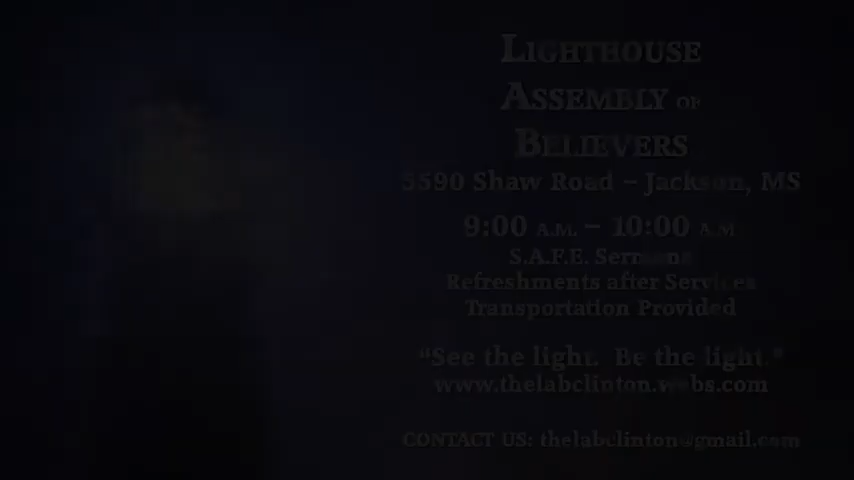 LIGHTHOUSE
ASSEMBLY OF
BELIEVERS
5590 Shaw Road – Jackson, MS
9:00 A.M. – 10:00 A.M
S.A.F.E. Sermons
Refreshments after Services
Transportation Provided
“See the light. Be the light.”
www.thelabclinton.webs.com
CONTACT US: thelabclinton@gmail.com